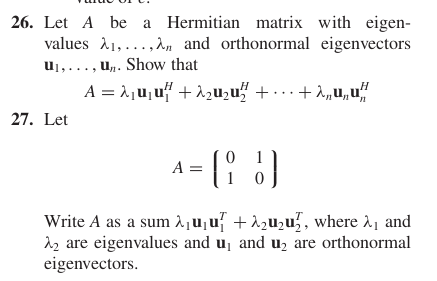 26. Let A be a Hermitian matrix with eigen-
values λ₁, . . . , λₙ and orthonormal eigenvectors
u₁, . . . , uₙ. Show that
A = λ₁u₁u₁ᴴ + λ₂u₂u₂ᴴ + · · · + λₙuₙuₙᴴ
27. Let
A = [ 0 1
1 0 ]
Write A as a sum λ₁u₁u₁ᵀ + λ₂u₂u₂ᵀ, where λ₁ and
λ₂ are eigenvalues and u₁ and u₂ are orthonormal
eigenvectors.